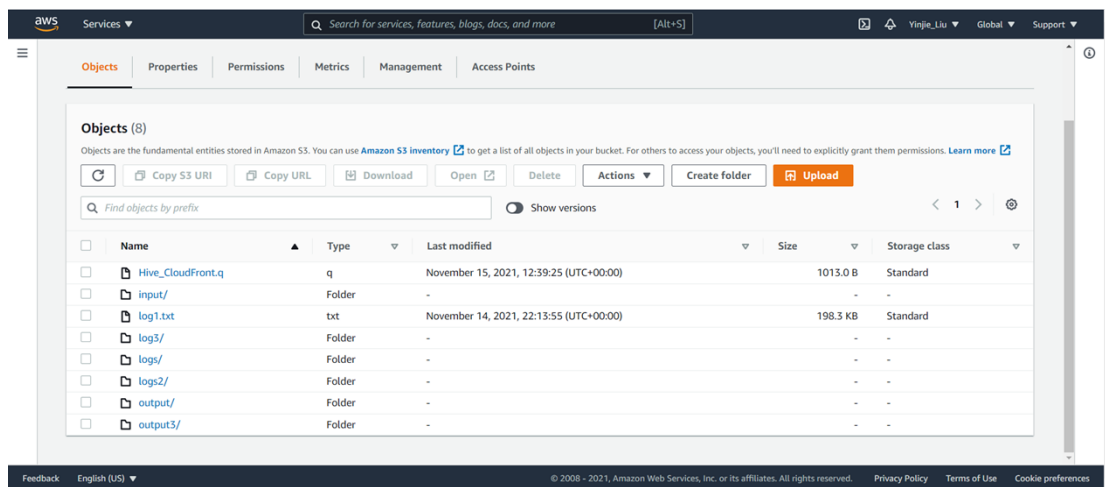 aws Services ▼ Search for services, features, blogs, docs, and more [Alt+S] Yinjie_Liu ▼ Global ▼ Support ▼
Objects Properties Permissions Metrics Management Access Points
Objects (8)
Objects are the fundamental entities stored in Amazon S3. You can use Amazon S3 inventory to get a list of all objects in your bucket. For others to access your objects, you'll need to explicitly grant them permissions. Learn more
Copy S3 URI Copy URL Download Open Delete Actions ▼ Create folder Upload
Find objects by prefix Show versions < 1 >
Name ▲ Type Last modified Size Storage class
Hive_CloudFront.q q November 15, 2021, 12:39:25 (UTC+00:00) 1013.0 B Standard
input/ Folder - - -
log1.txt txt November 14, 2021, 22:13:55 (UTC+00:00) 198.3 KB Standard
log3/ Folder - - -
logs/ Folder - - -
logs2/ Folder - - -
output/ Folder - - -
output3/ Folder - - -
Feedback English (US) ▼ © 2008 - 2021, Amazon Web Services, Inc. or its affiliates. All rights reserved. Privacy Policy Terms of Use Cookie preferences